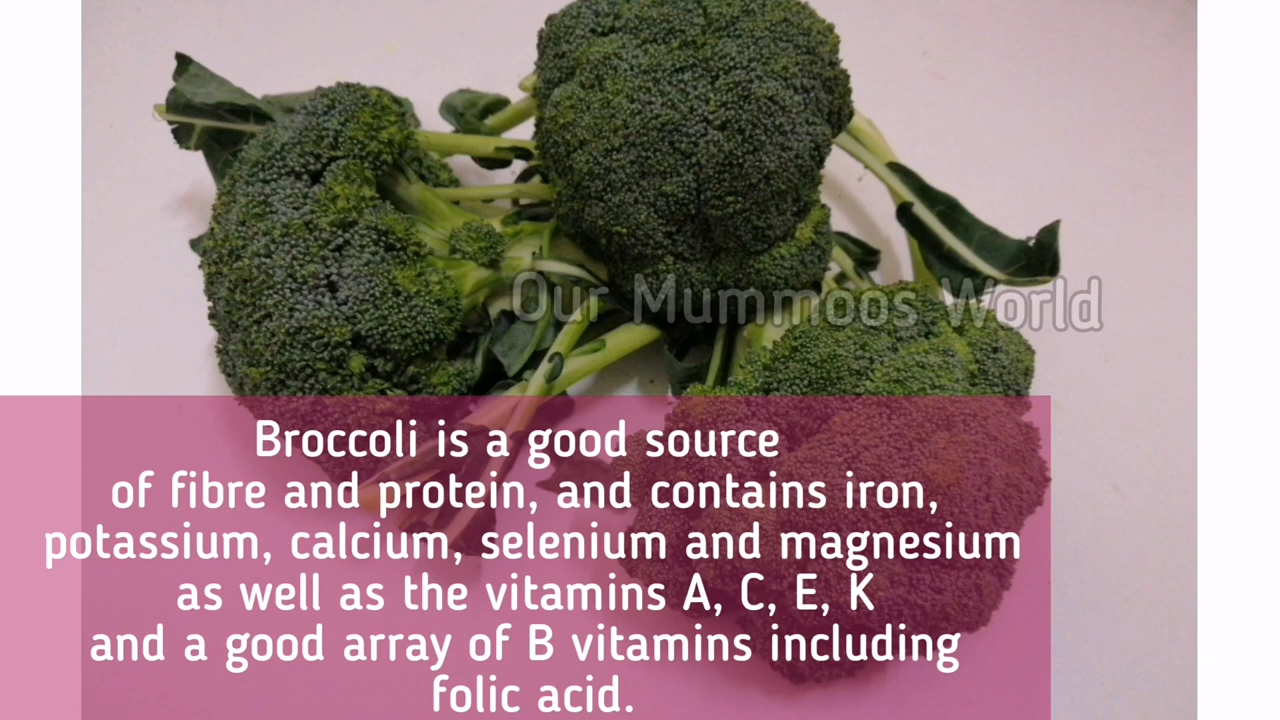 Our Mummoos World
Broccoli is a good source
of fibre and protein, and contains iron,
potassium, calcium, selenium and magnesium
as well as the vitamins A, C, E, K
and a good array of B vitamins including
folic acid.